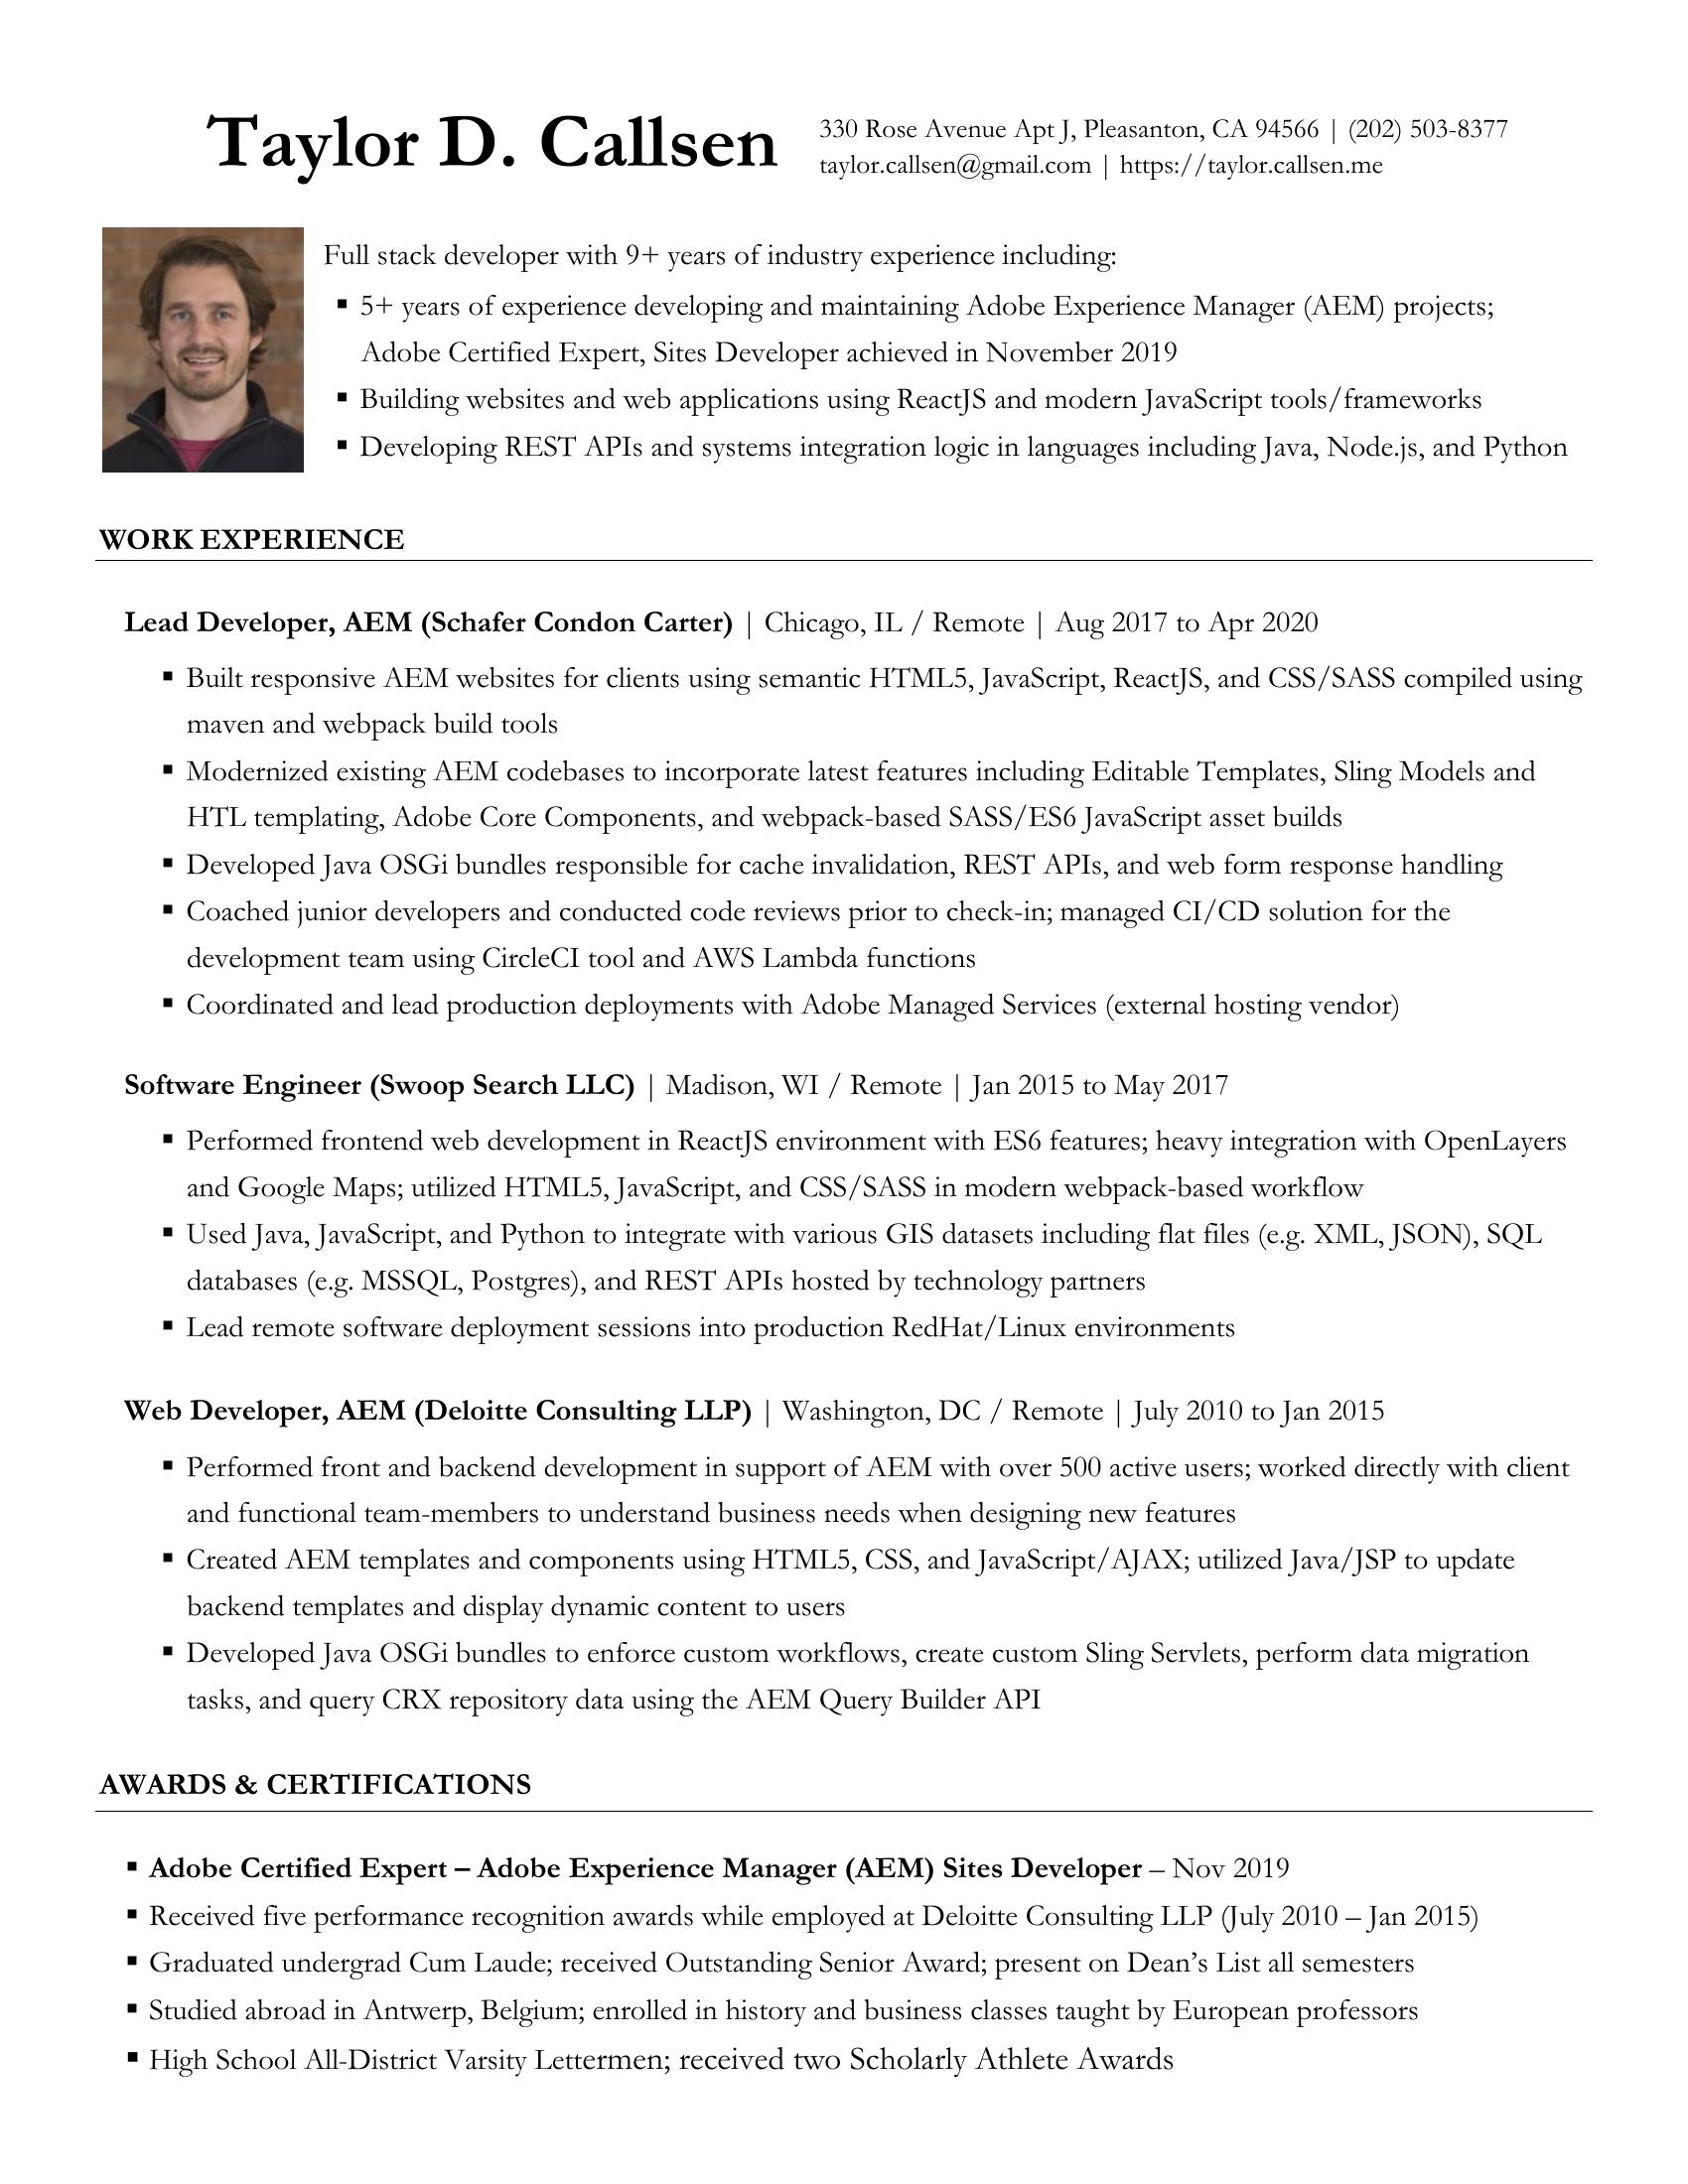 Taylor D. Callsen
330 Rose Avenue Apt J, Pleasanton, CA 94566 | (202) 503-8377
taylor.callsen@gmail.com | https://taylor.callsen.me
Full stack developer with 9+ years of industry experience including:
▪ 5+ years of experience developing and maintaining Adobe Experience Manager (AEM) projects;
Adobe Certified Expert, Sites Developer achieved in November 2019
▪ Building websites and web applications using ReactJS and modern JavaScript tools/frameworks
▪ Developing REST APIs and systems integration logic in languages including Java, Node.js, and Python
WORK EXPERIENCE
Lead Developer, AEM (Schafer Condon Carter) | Chicago, IL / Remote | Aug 2017 to Apr 2020
▪ Built responsive AEM websites for clients using semantic HTML5, JavaScript, ReactJS, and CSS/SASS compiled using
maven and webpack build tools
▪ Modernized existing AEM codebases to incorporate latest features including Editable Templates, Sling Models and
HTL templating, Adobe Core Components, and webpack-based SASS/ES6 JavaScript asset builds
▪ Developed Java OSGi bundles responsible for cache invalidation, REST APIs, and web form response handling
▪ Coached junior developers and conducted code reviews prior to check-in; managed CI/CD solution for the
development team using CircleCI tool and AWS Lambda functions
▪ Coordinated and lead production deployments with Adobe Managed Services (external hosting vendor)
Software Engineer (Swoop Search LLC) | Madison, WI / Remote | Jan 2015 to May 2017
▪ Performed frontend web development in ReactJS environment with ES6 features; heavy integration with OpenLayers
and Google Maps; utilized HTML5, JavaScript, and CSS/SASS in modern webpack-based workflow
▪ Used Java, JavaScript, and Python to integrate with various GIS datasets including flat files (e.g. XML, JSON), SQL
databases (e.g. MSSQL, Postgres), and REST APIs hosted by technology partners
▪ Lead remote software deployment sessions into production RedHat/Linux environments
Web Developer, AEM (Deloitte Consulting LLP) | Washington, DC / Remote | July 2010 to Jan 2015
▪ Performed front and backend development in support of AEM with over 500 active users; worked directly with client
and functional team-members to understand business needs when designing new features
▪ Created AEM templates and components using HTML5, CSS, and JavaScript/AJAX; utilized Java/JSP to update
backend templates and display dynamic content to users
▪ Developed Java OSGi bundles to enforce custom workflows, create custom Sling Servlets, perform data migration
tasks, and query CRX repository data using the AEM Query Builder API
AWARDS & CERTIFICATIONS
▪ Adobe Certified Expert – Adobe Experience Manager (AEM) Sites Developer – Nov 2019
▪ Received five performance recognition awards while employed at Deloitte Consulting LLP (July 2010 – Jan 2015)
▪ Graduated undergrad Cum Laude; received Outstanding Senior Award; present on Dean’s List all semesters
▪ Studied abroad in Antwerp, Belgium; enrolled in history and business classes taught by European professors
▪ High School All-District Varsity Lettermen; received two Scholarly Athlete Awards